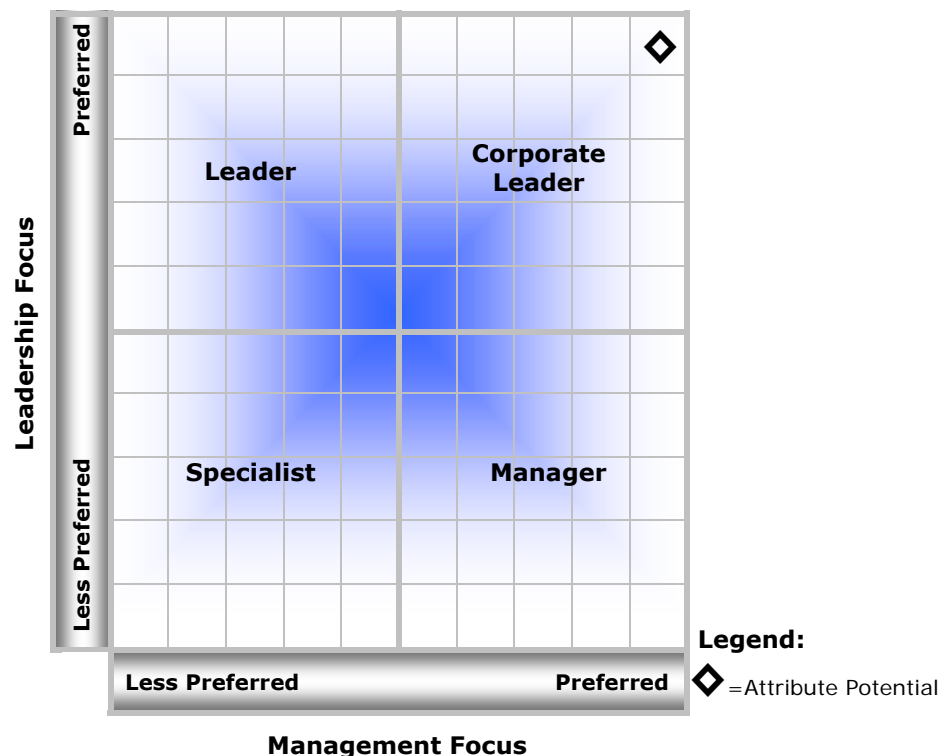 Preferred
Leadership Focus
Less Preferred
Leader
Corporate
Leader
Specialist
Manager
Less Preferred
Preferred
Management Focus
Legend:
=Attribute Potential